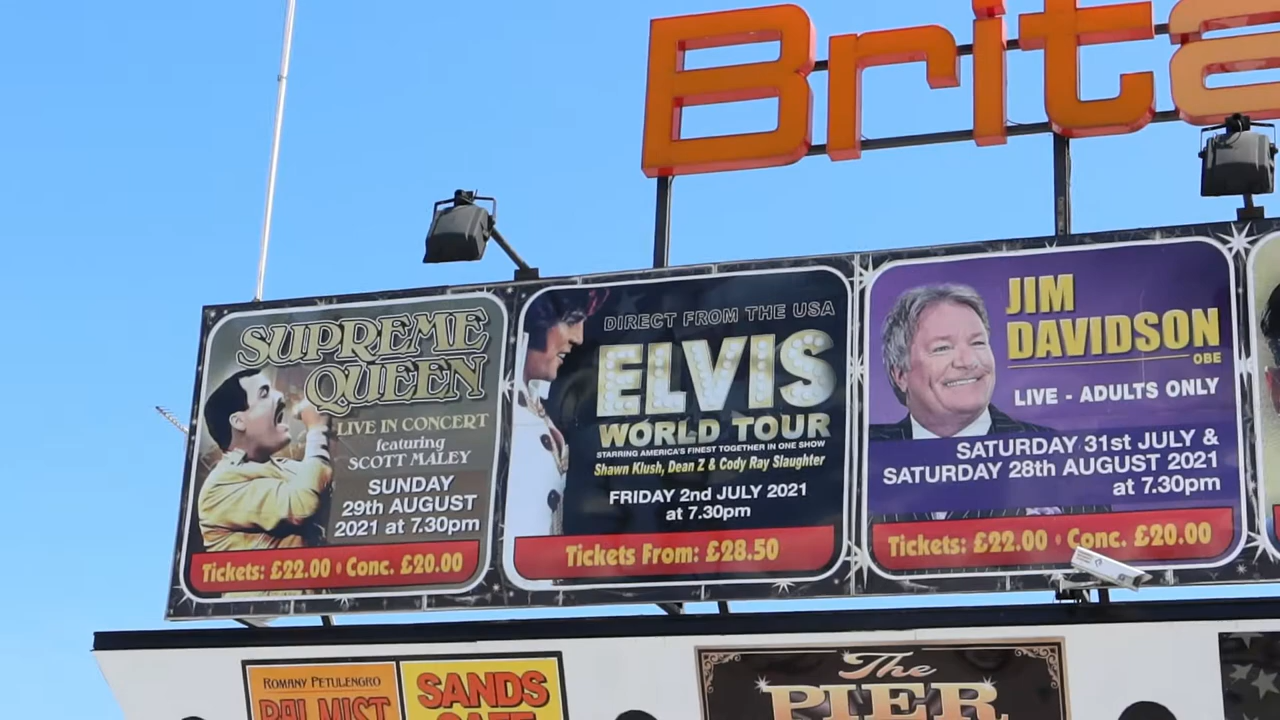 Brita
SUPREME
QUEEN
LIVE IN CONCERT
featuring
SCOTT MALEY
SUNDAY
29th AUGUST
2021 at 7.30pm
Tickets: £22.00 • Conc. £20.00
DIRECT FROM THE USA
ELVIS
WORLD TOUR
STARRING AMERICA'S FINEST TOGETHER IN ONE SHOW
Shawn Klush, Dean Z & Cody Ray Slaughter
FRIDAY 2nd JULY 2021
at 7.30pm
Tickets From: £28.50
JIM
DAVIDSON
OBE
LIVE - ADULTS ONLY
SATURDAY 31st JULY &
SATURDAY 28th AUGUST 2021
at 7.30pm
Tickets: £22.00 • Conc. £20.00
ROMANY PETULENGRO
PALMIST
SANDS
CAFE
The
PIER